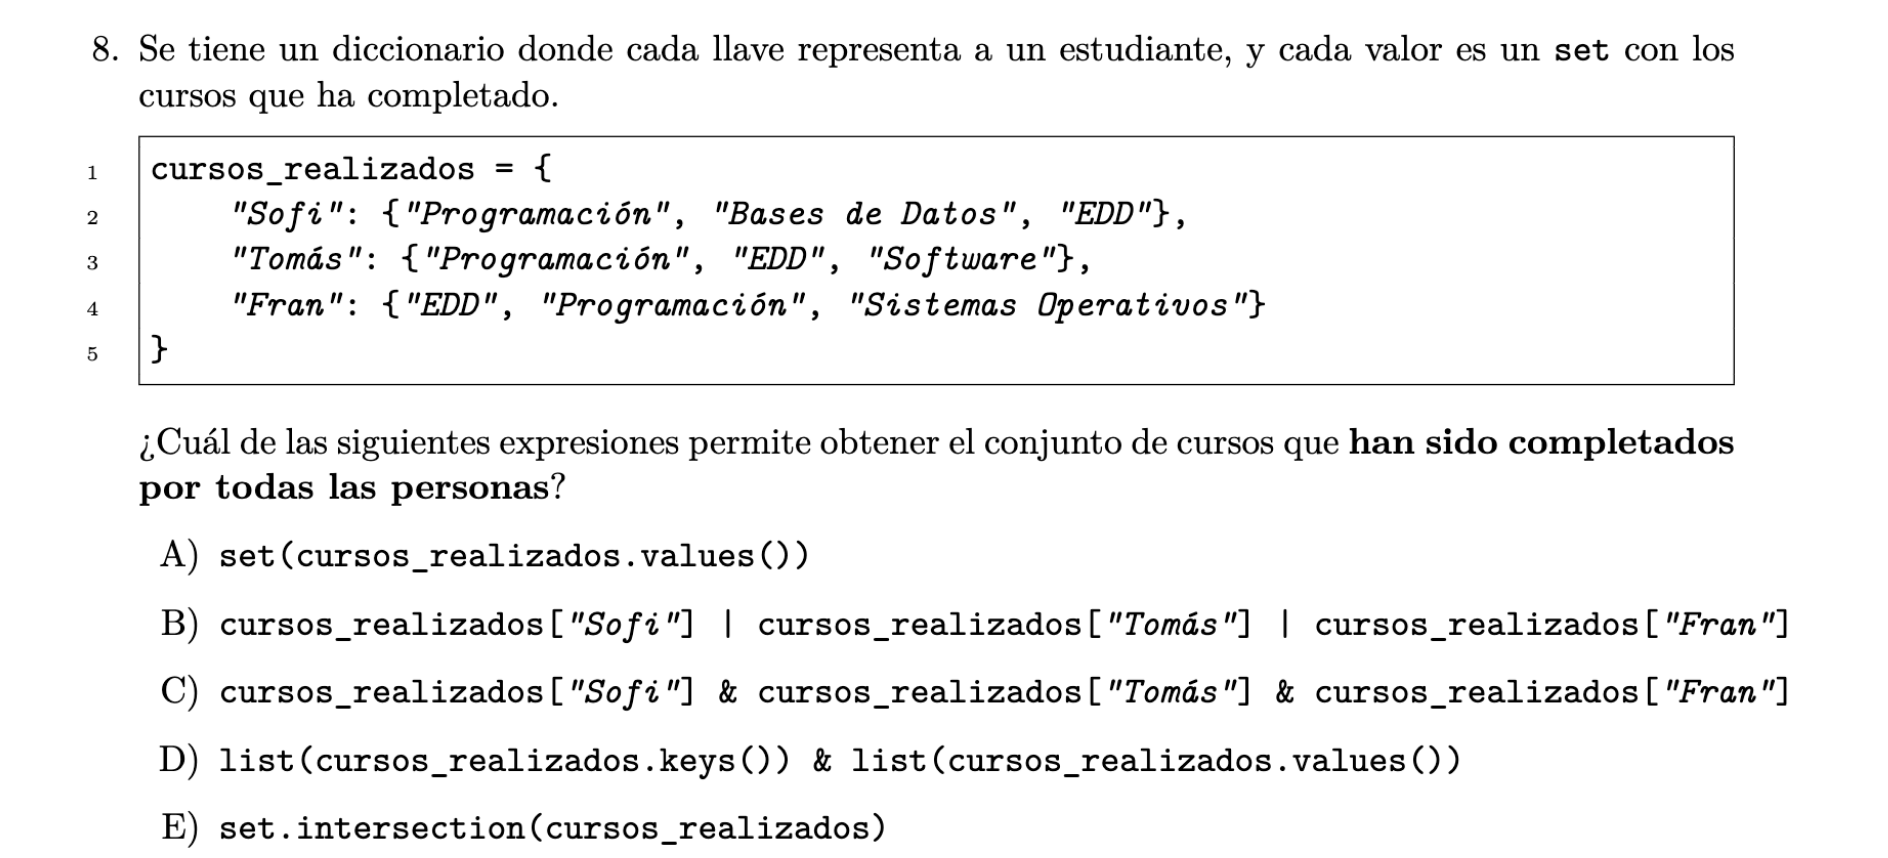 8. Se tiene un diccionario donde cada llave representa a un estudiante, y cada valor es un set con los
cursos que ha completado.
1 cursos_realizados = {
2 "Sofi": {"Programación", "Bases de Datos", "EDD"},
3 "Tomás": {"Programación", "EDD", "Software"},
4 "Fran": {"EDD", "Programación", "Sistemas Operativos"}
5 }
¿Cuál de las siguientes expresiones permite obtener el conjunto de cursos que han sido completados
por todas las personas?
A) set(cursos_realizados.values())
B) cursos_realizados["Sofi"] | cursos_realizados["Tomás"] | cursos_realizados["Fran"]
C) cursos_realizados["Sofi"] & cursos_realizados["Tomás"] & cursos_realizados["Fran"]
D) list(cursos_realizados.keys()) & list(cursos_realizados.values())
E) set.intersection(cursos_realizados)